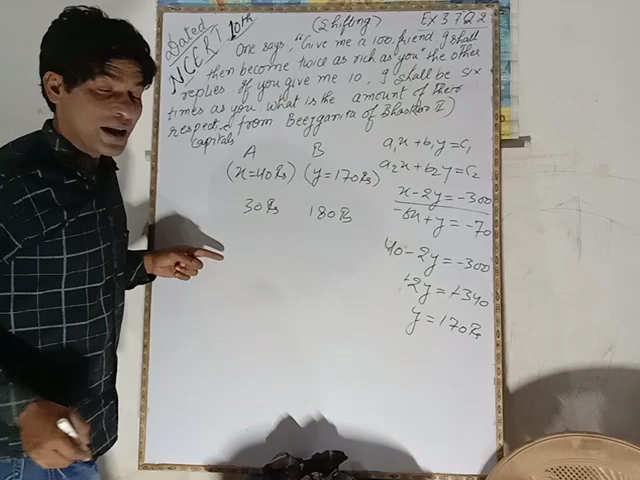 Dated
NCERT 10th
(Shifting)
EX 3.7 Q 2
One says, "Give me a 100, friend I shall
then become twice as rich as you" the other
replies If you give me 10, I shall be six
times as you what is the amount of their
respective from Beejganita of Bhaskar II)
Capitals
A B
(x=40Rs) (y=170Rs)
30Rs 180Rs
a₁x+b₁y=c₁
a₂x+b₂y=c₂
x-2y=-300
-6x+y=-70
40-2y=-300
+2y=+340
y=170Rs